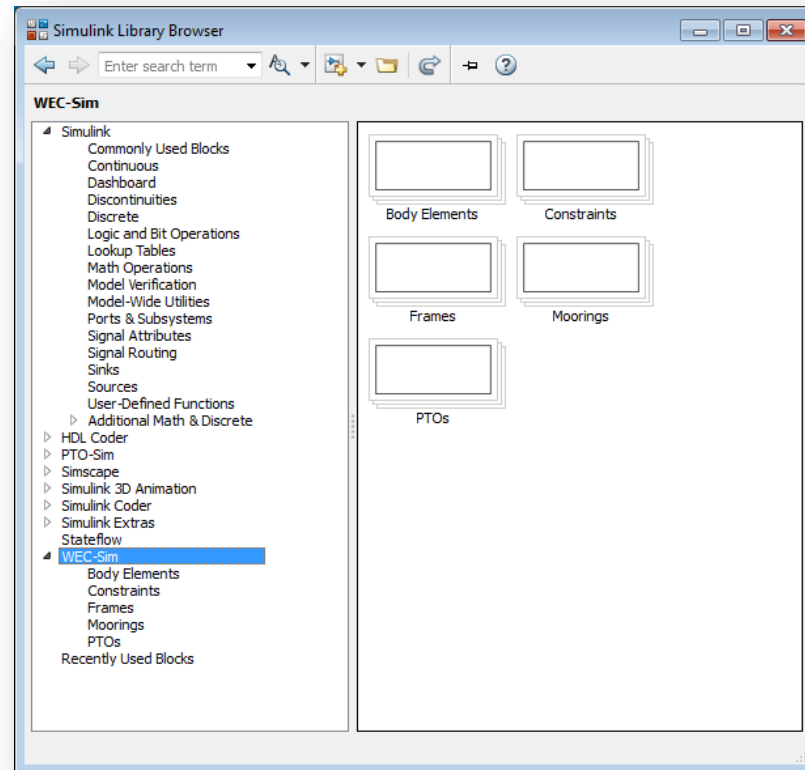 Simulink Library Browser
Enter search term
WEC-Sim
Simulink
Commonly Used Blocks
Continuous
Dashboard
Discontinuities
Discrete
Logic and Bit Operations
Lookup Tables
Math Operations
Model Verification
Model-Wide Utilities
Ports & Subsystems
Signal Attributes
Signal Routing
Sinks
Sources
User-Defined Functions
Additional Math & Discrete
HDL Coder
PTO-Sim
Simscape
Simulink 3D Animation
Simulink Coder
Simulink Extras
Stateflow
WEC-Sim
Body Elements
Constraints
Frames
Moorings
PTOs
Recently Used Blocks
Body Elements Constraints
Frames Moorings
PTOs